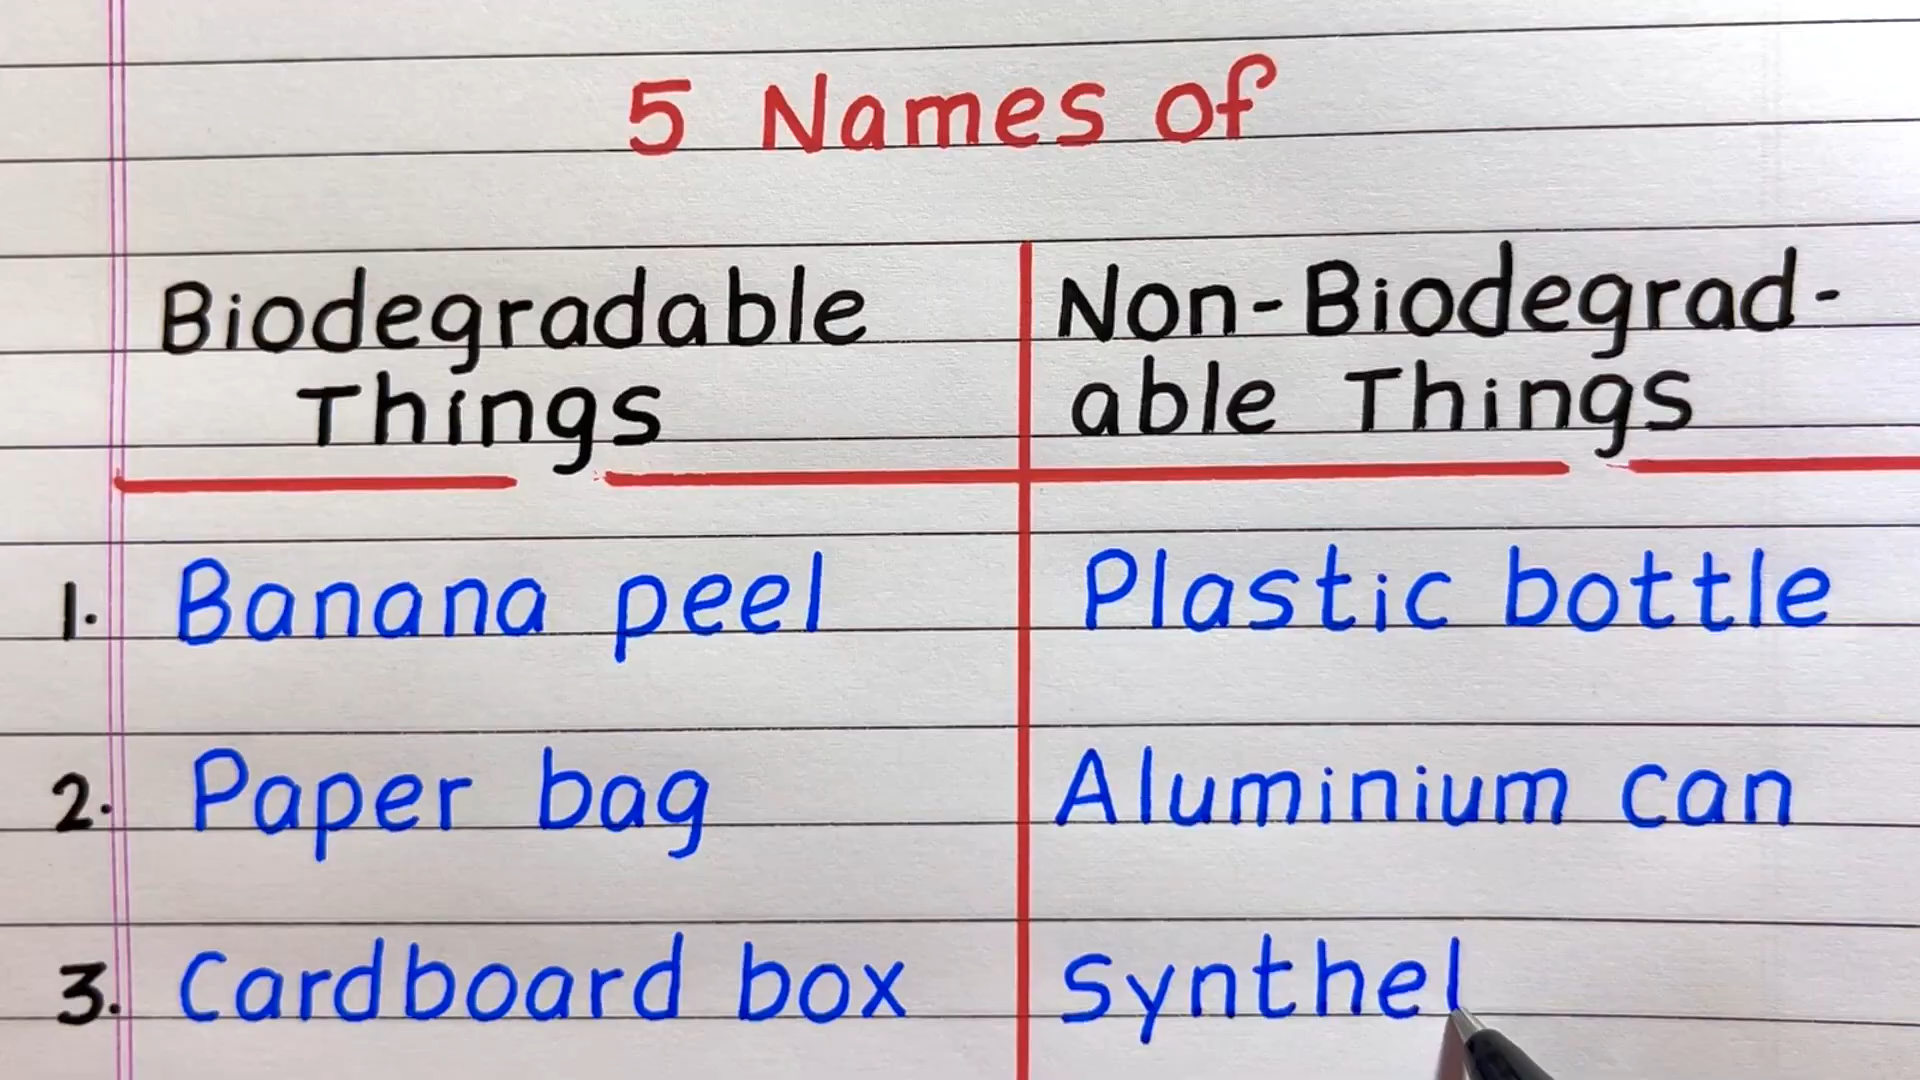 5 Names of
Biodegradable
Things
Non-Biodegrad-
able Things
1. Banana peel
Plastic bottle
2. Paper bag
Aluminium can
3. Cardboard box
Synthel